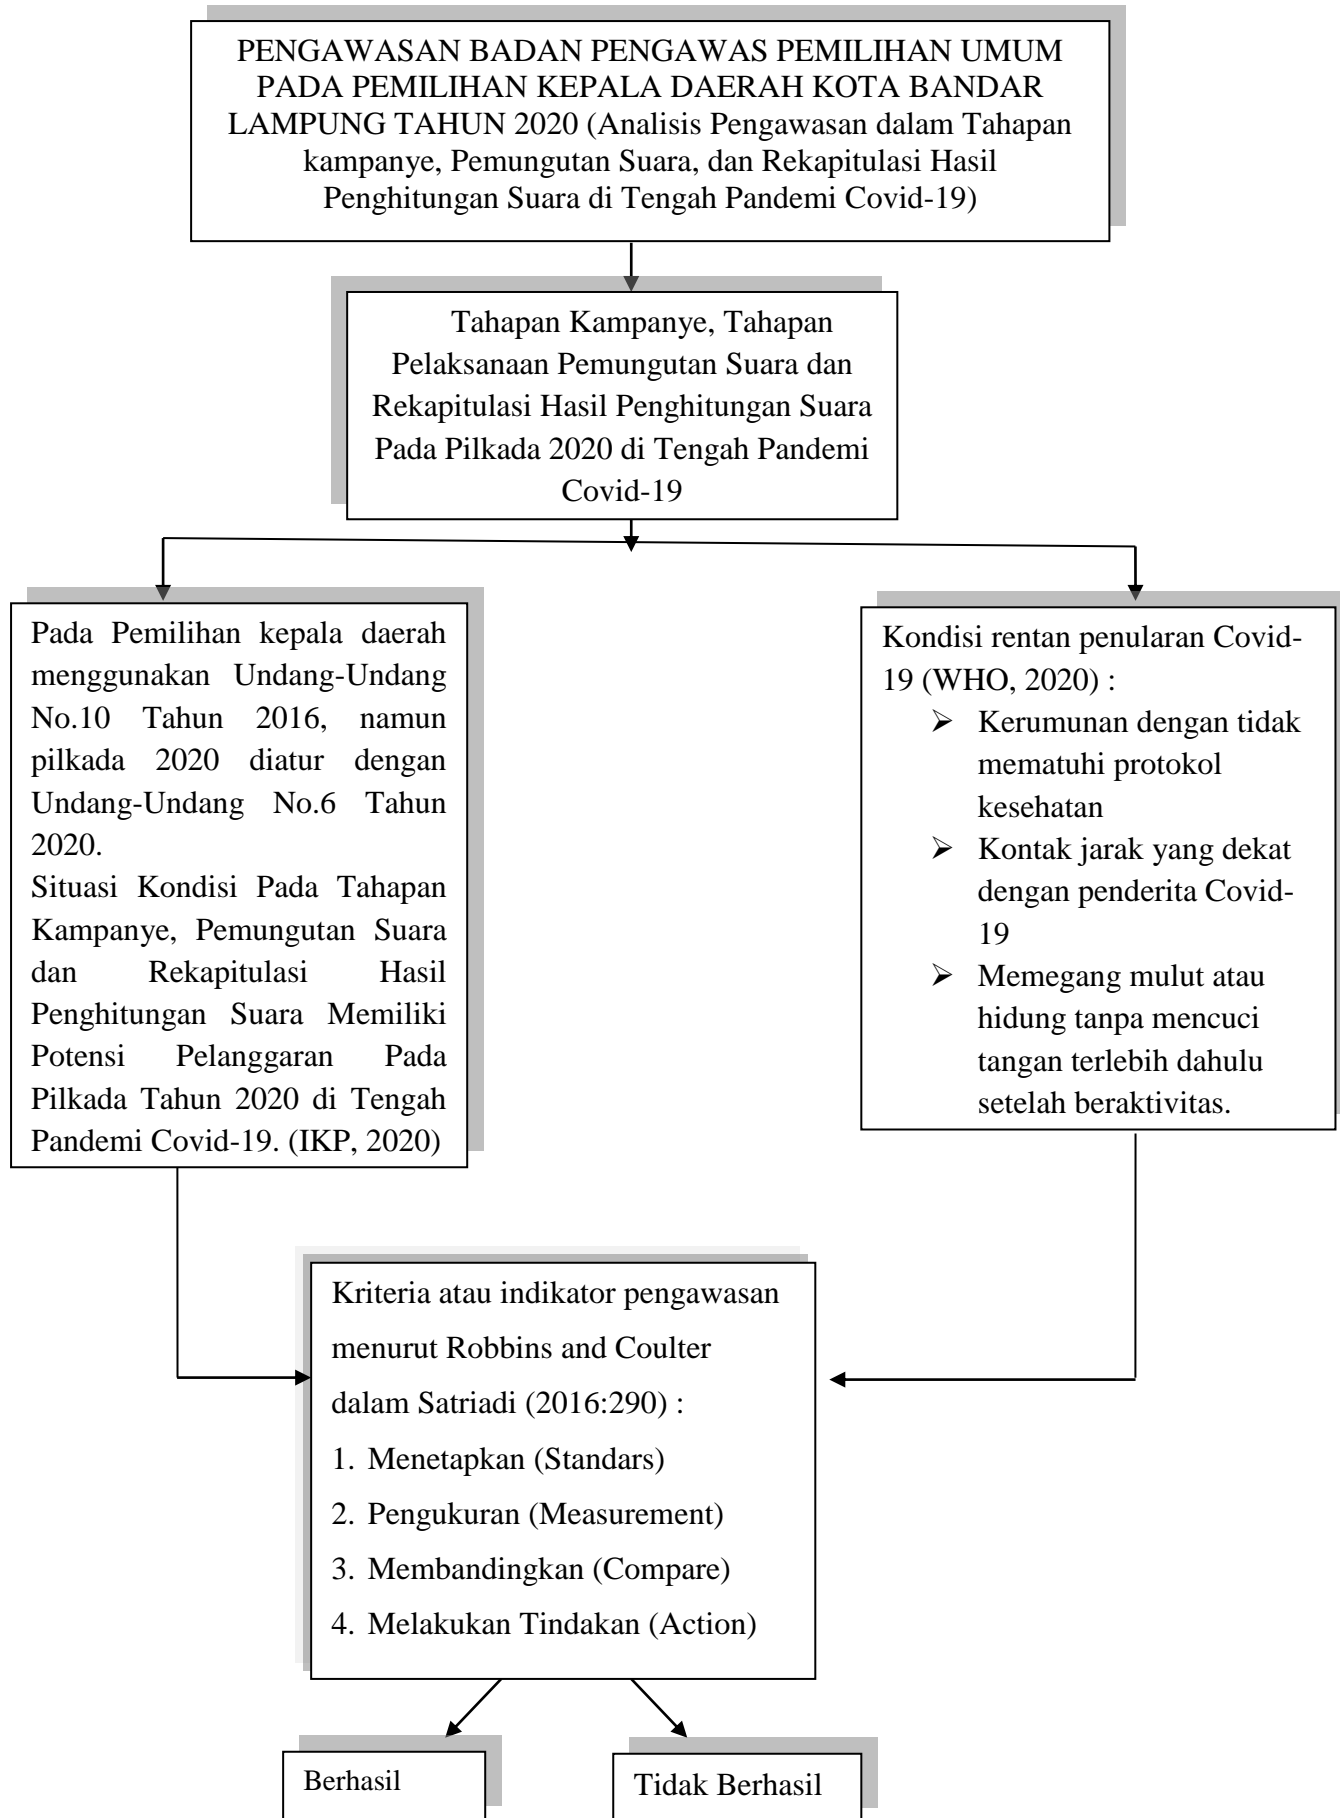 PENGAWASAN BADAN PENGAWAS PEMILIHAN UMUM
PADA PEMILIHAN KEPALA DAERAH KOTA BANDAR
LAMPUNG TAHUN 2020 (Analisis Pengawasan dalam Tahapan
kampanye, Pemungutan Suara, dan Rekapitulasi Hasil
Penghitungan Suara di Tengah Pandemi Covid-19)
Tahapan Kampanye, Tahapan
Pelaksanaan Pemungutan Suara dan
Rekapitulasi Hasil Penghitungan Suara
Pada Pilkada 2020 di Tengah Pandemi
Covid-19
Pada Pemilihan kepala daerah
menggunakan Undang-Undang
No.10 Tahun 2016, namun
pilkada 2020 diatur dengan
Undang-Undang No.6 Tahun
2020.
Situasi Kondisi Pada Tahapan
Kampanye, Pemungutan Suara
dan Rekapitulasi Hasil
Penghitungan Suara Memiliki
Potensi Pelanggaran Pada
Pilkada Tahun 2020 di Tengah
Pandemi Covid-19. (IKP, 2020)
Kondisi rentan penularan Covid-
19 (WHO, 2020) :
➢ Kerumunan dengan tidak
mematuhi protokol
kesehatan
➢ Kontak jarak yang dekat
dengan penderita Covid-
19
➢ Memegang mulut atau
hidung tanpa mencuci
tangan terlebih dahulu
setelah beraktivitas.
Kriteria atau indikator pengawasan
menurut Robbins and Coulter
dalam Satriadi (2016:290) :
1. Menetapkan (Standars)
2. Pengukuran (Measurement)
3. Membandingkan (Compare)
4. Melakukan Tindakan (Action)
Berhasil
Tidak Berhasil